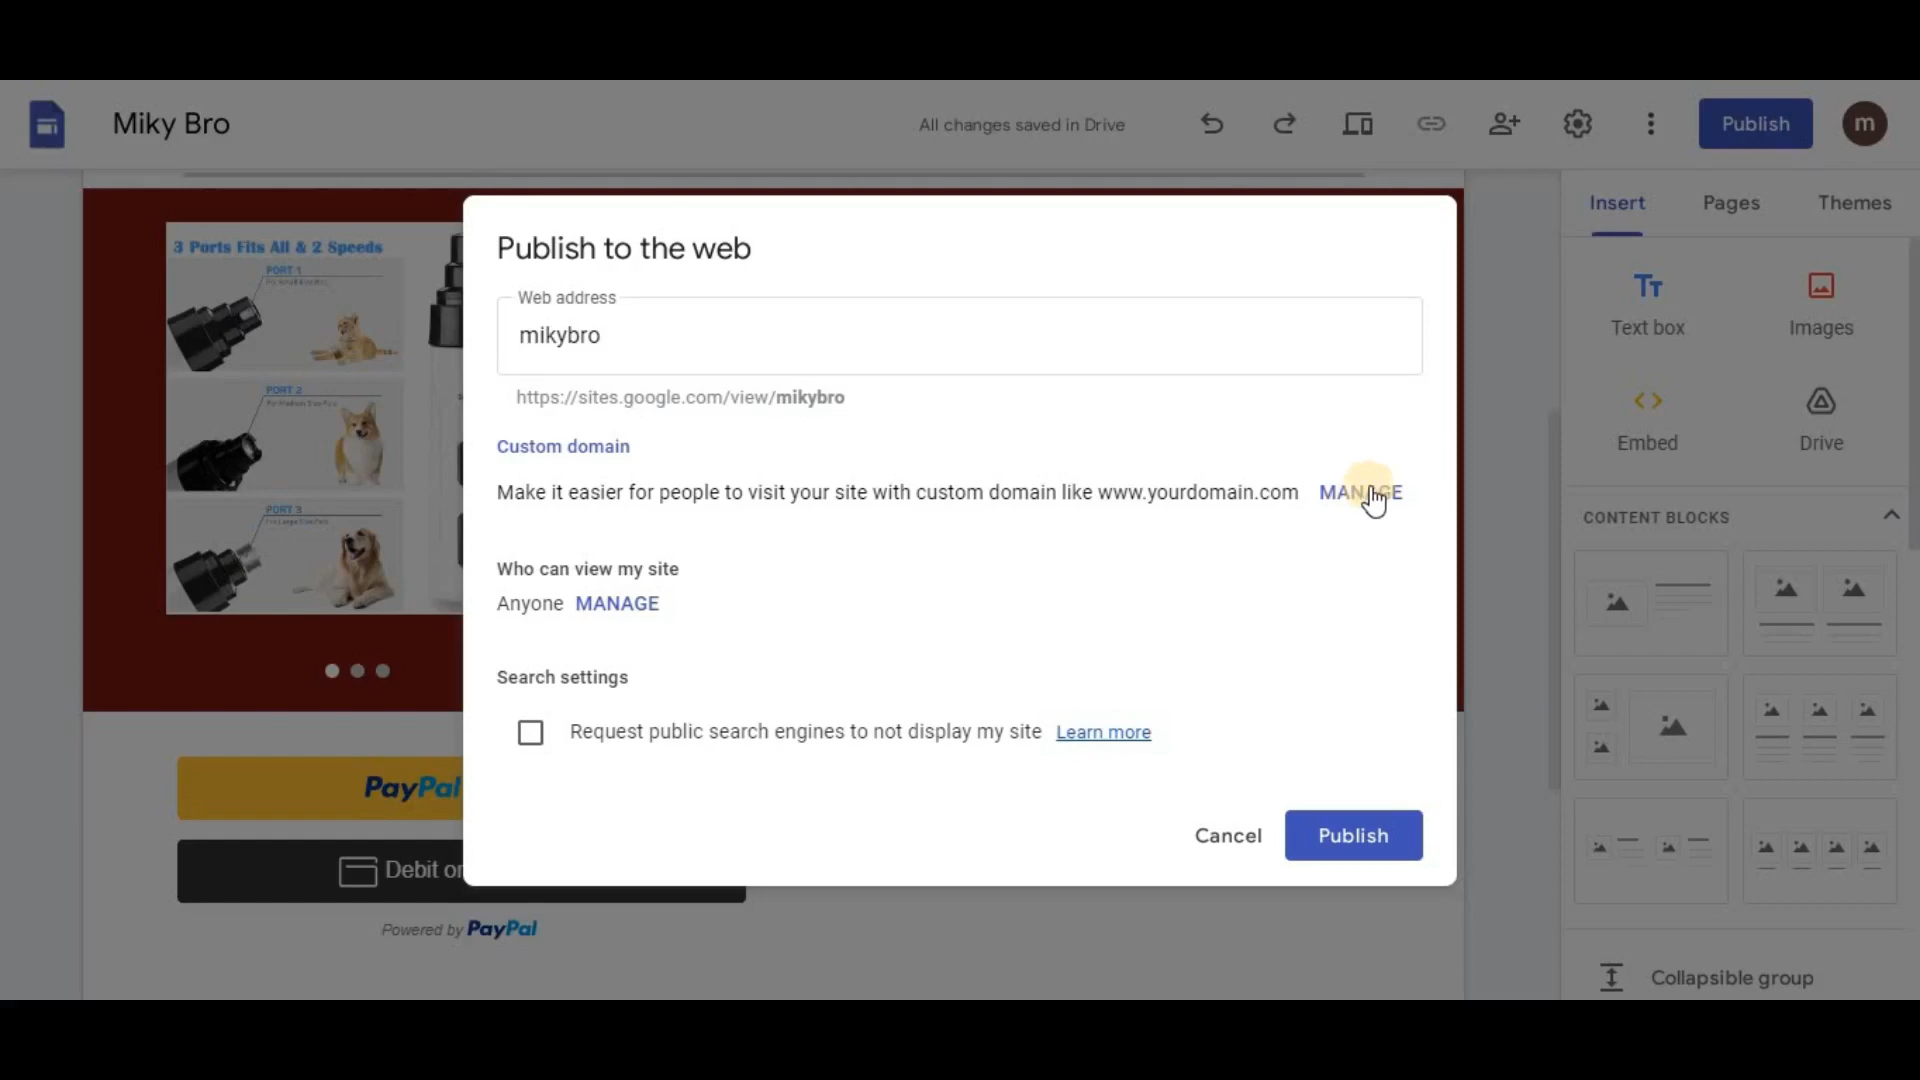 Miky Bro
All changes saved in Drive
Publish
m
Insert
Pages
Themes
3 Ports Fits All & 2 Speeds
PORT 1
PORT 2
PORT 3
Publish to the web
Web address
mikybro
https://sites.google.com/view/mikybro
Custom domain
Make it easier for people to visit your site with custom domain like www.yourdomain.com MANAGE
Who can view my site
Anyone MANAGE
Search settings
Request public search engines to not display my site Learn more
Cancel
Publish
PayPal
Debit or
Powered by PayPal
Text box
Images
Embed
Drive
CONTENT BLOCKS
Collapsible group